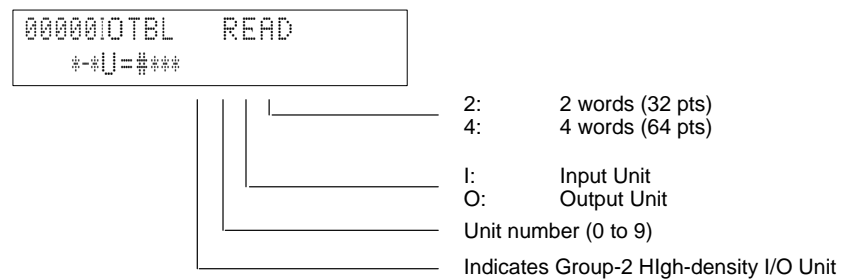 00000IOTBL READ
*-*U=#***
2: 2 words (32 pts)
4: 4 words (64 pts)
I: Input Unit
O: Output Unit
Unit number (0 to 9)
Indicates Group-2 HIgh-density I/O Unit